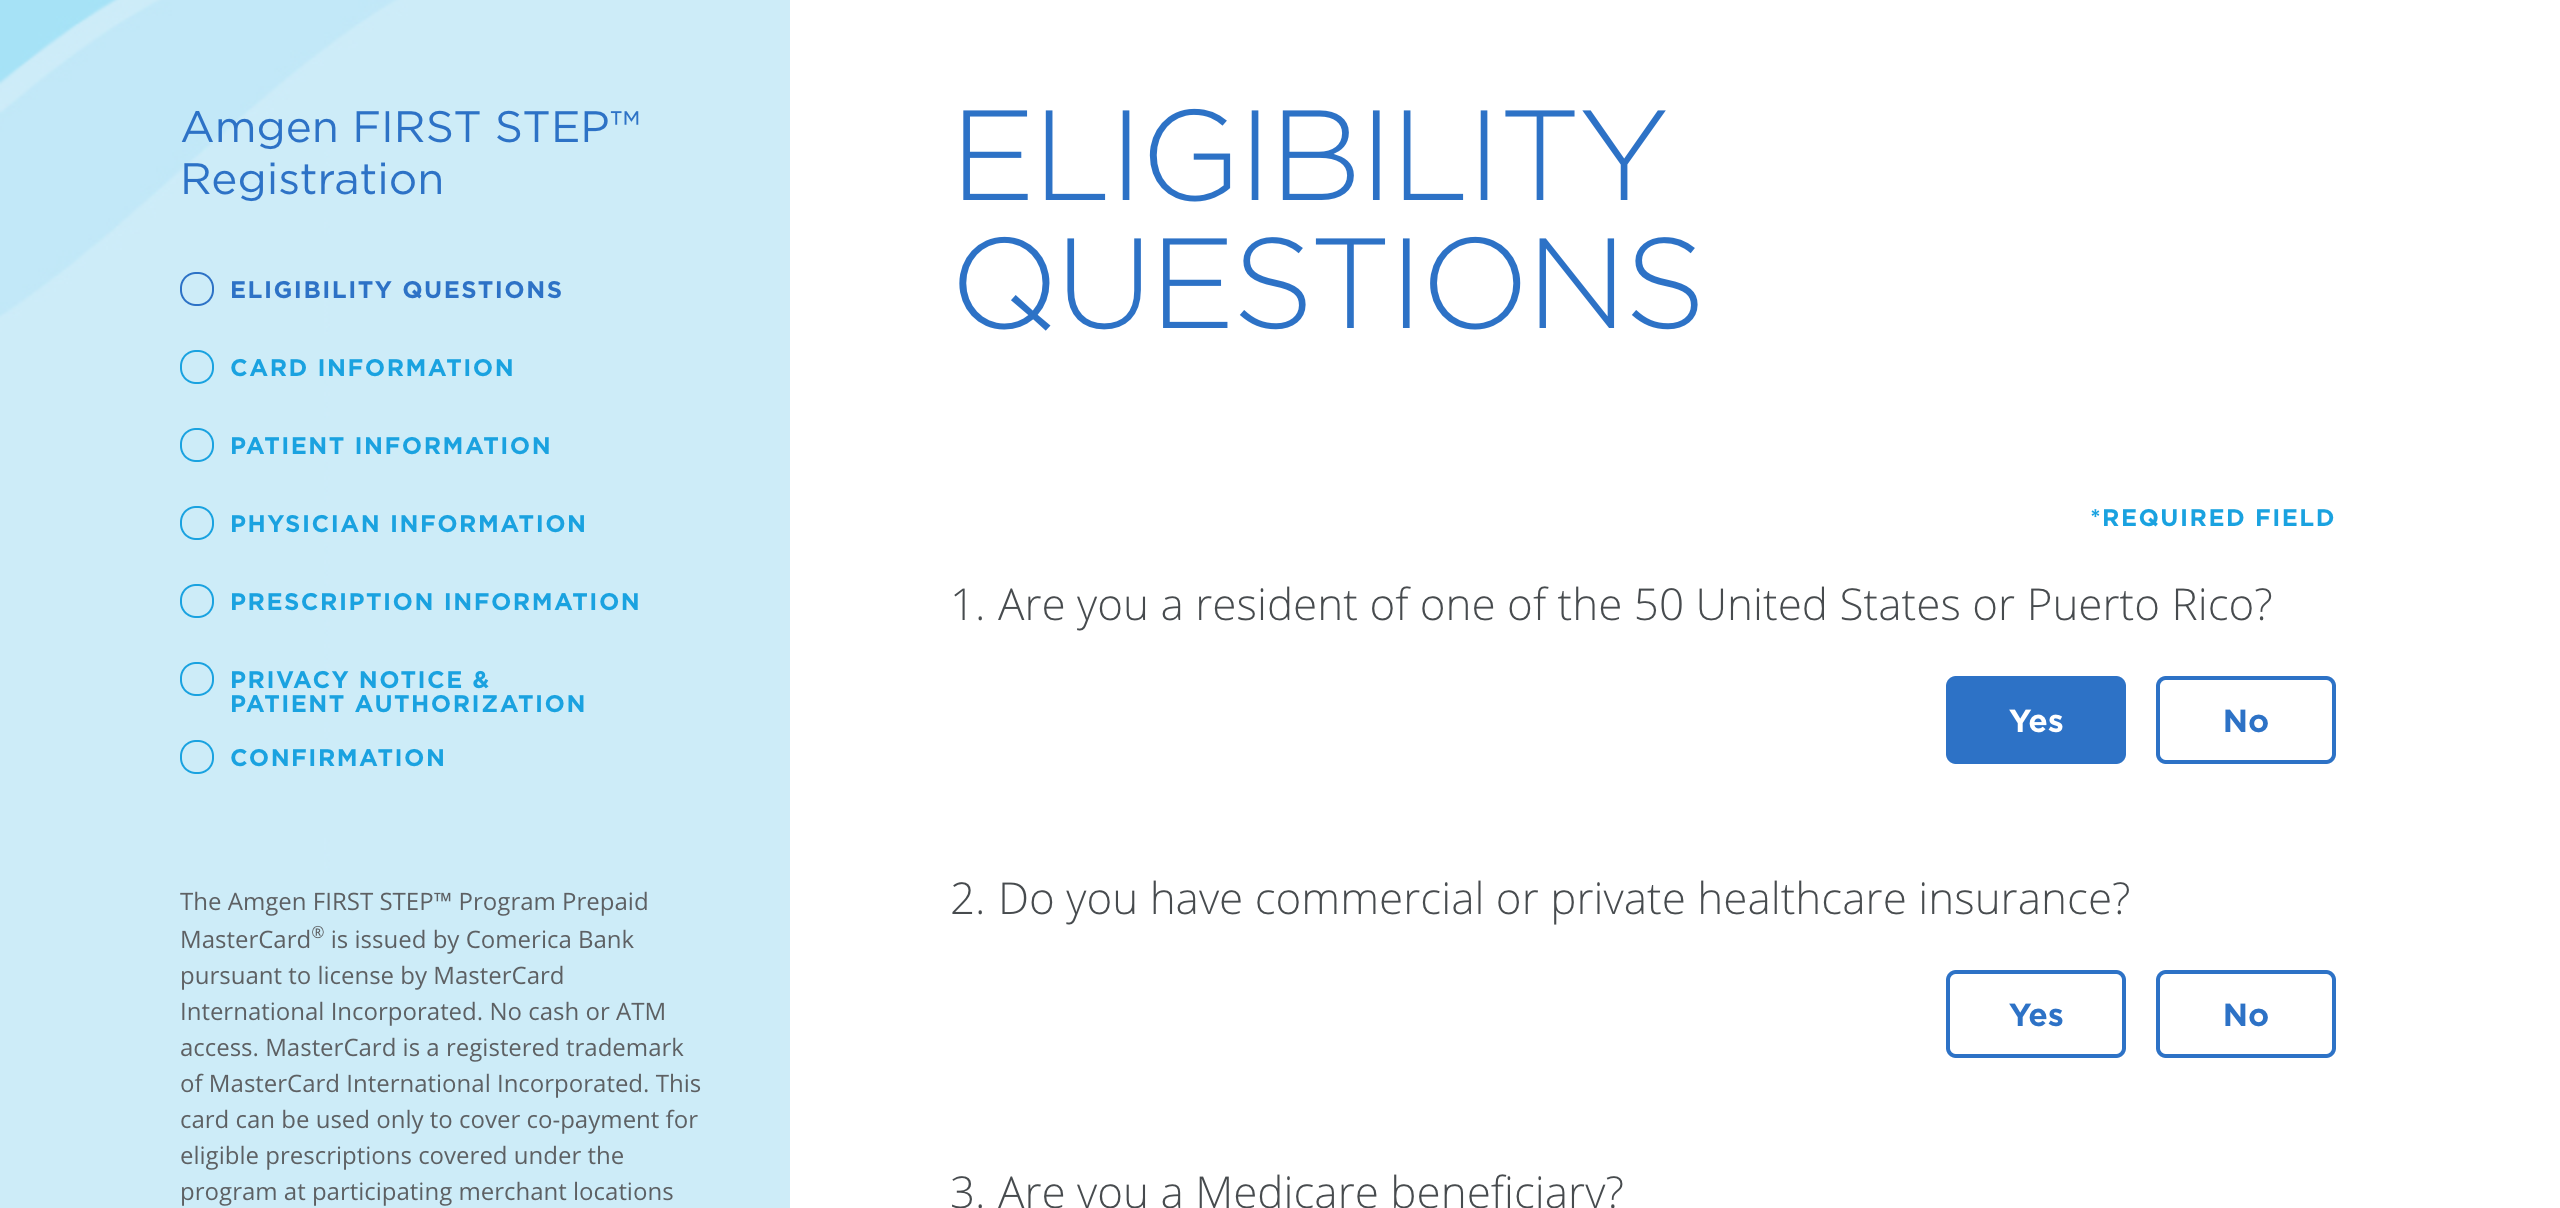 Amgen FIRST STEP™
Registration
ELIGIBILITY QUESTIONS
CARD INFORMATION
PATIENT INFORMATION
PHYSICIAN INFORMATION
PRESCRIPTION INFORMATION
PRIVACY NOTICE &
PATIENT AUTHORIZATION
CONFIRMATION
The Amgen FIRST STEP™ Program Prepaid
MasterCard® is issued by Comerica Bank
pursuant to license by MasterCard
International Incorporated. No cash or ATM
access. MasterCard is a registered trademark
of MasterCard International Incorporated. This
card can be used only to cover co-payment for
eligible prescriptions covered under the
program at participating merchant locations
ELIGIBILITY
QUESTIONS
*REQUIRED FIELD
1. Are you a resident of one of the 50 United States or Puerto Rico?
Yes No
2. Do you have commercial or private healthcare insurance?
Yes No
3. Are you a Medicare beneficiary?